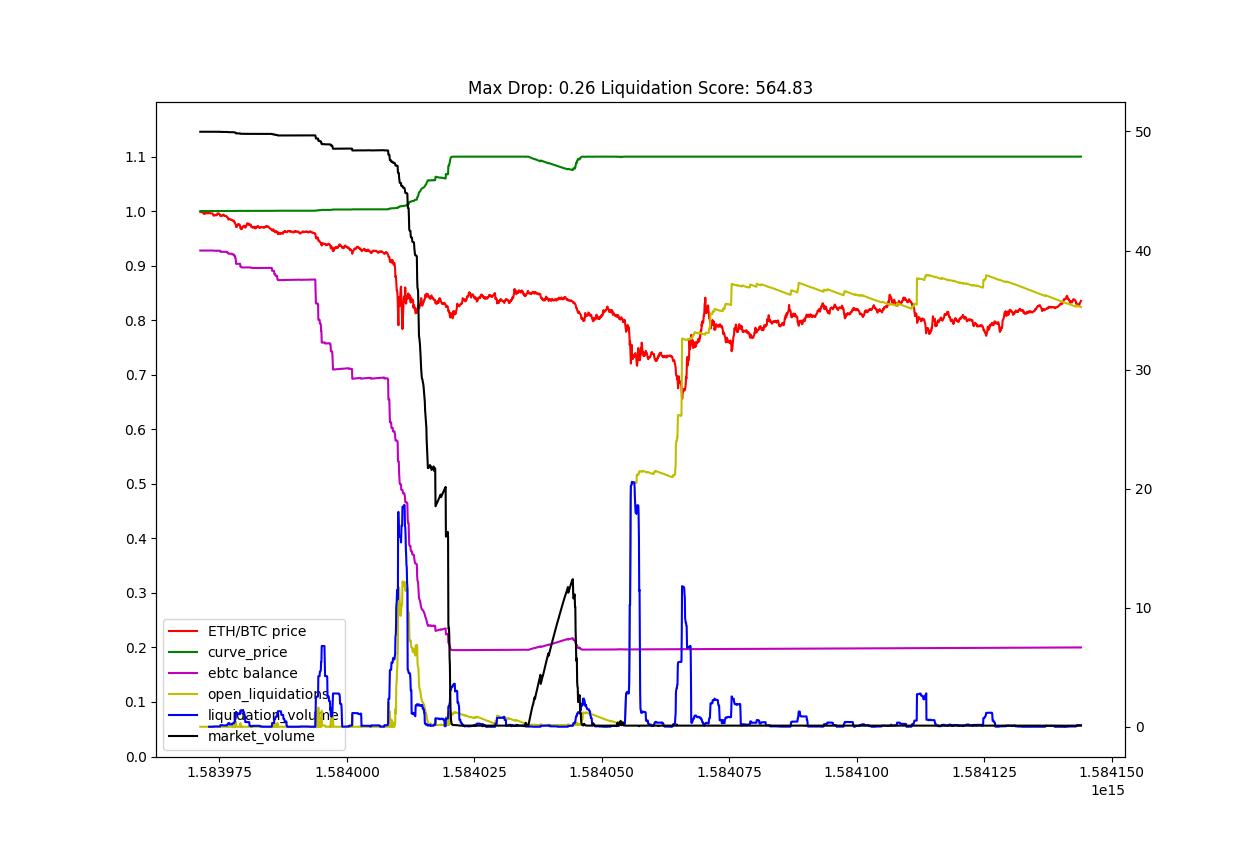 Max Drop: 0.26 Liquidation Score: 564.83
1.1
1.0
0.9
0.8
0.7
0.6
0.5
0.4
0.3
0.2
0.1
0.0
50
40
30
20
10
0
ETH/BTC price
curve_price
ebtc balance
open_liquidations
liquidation_volume
market_volume
1.583975 1.584000 1.584025 1.584050 1.584075 1.584100 1.584125 1.584150
1e15